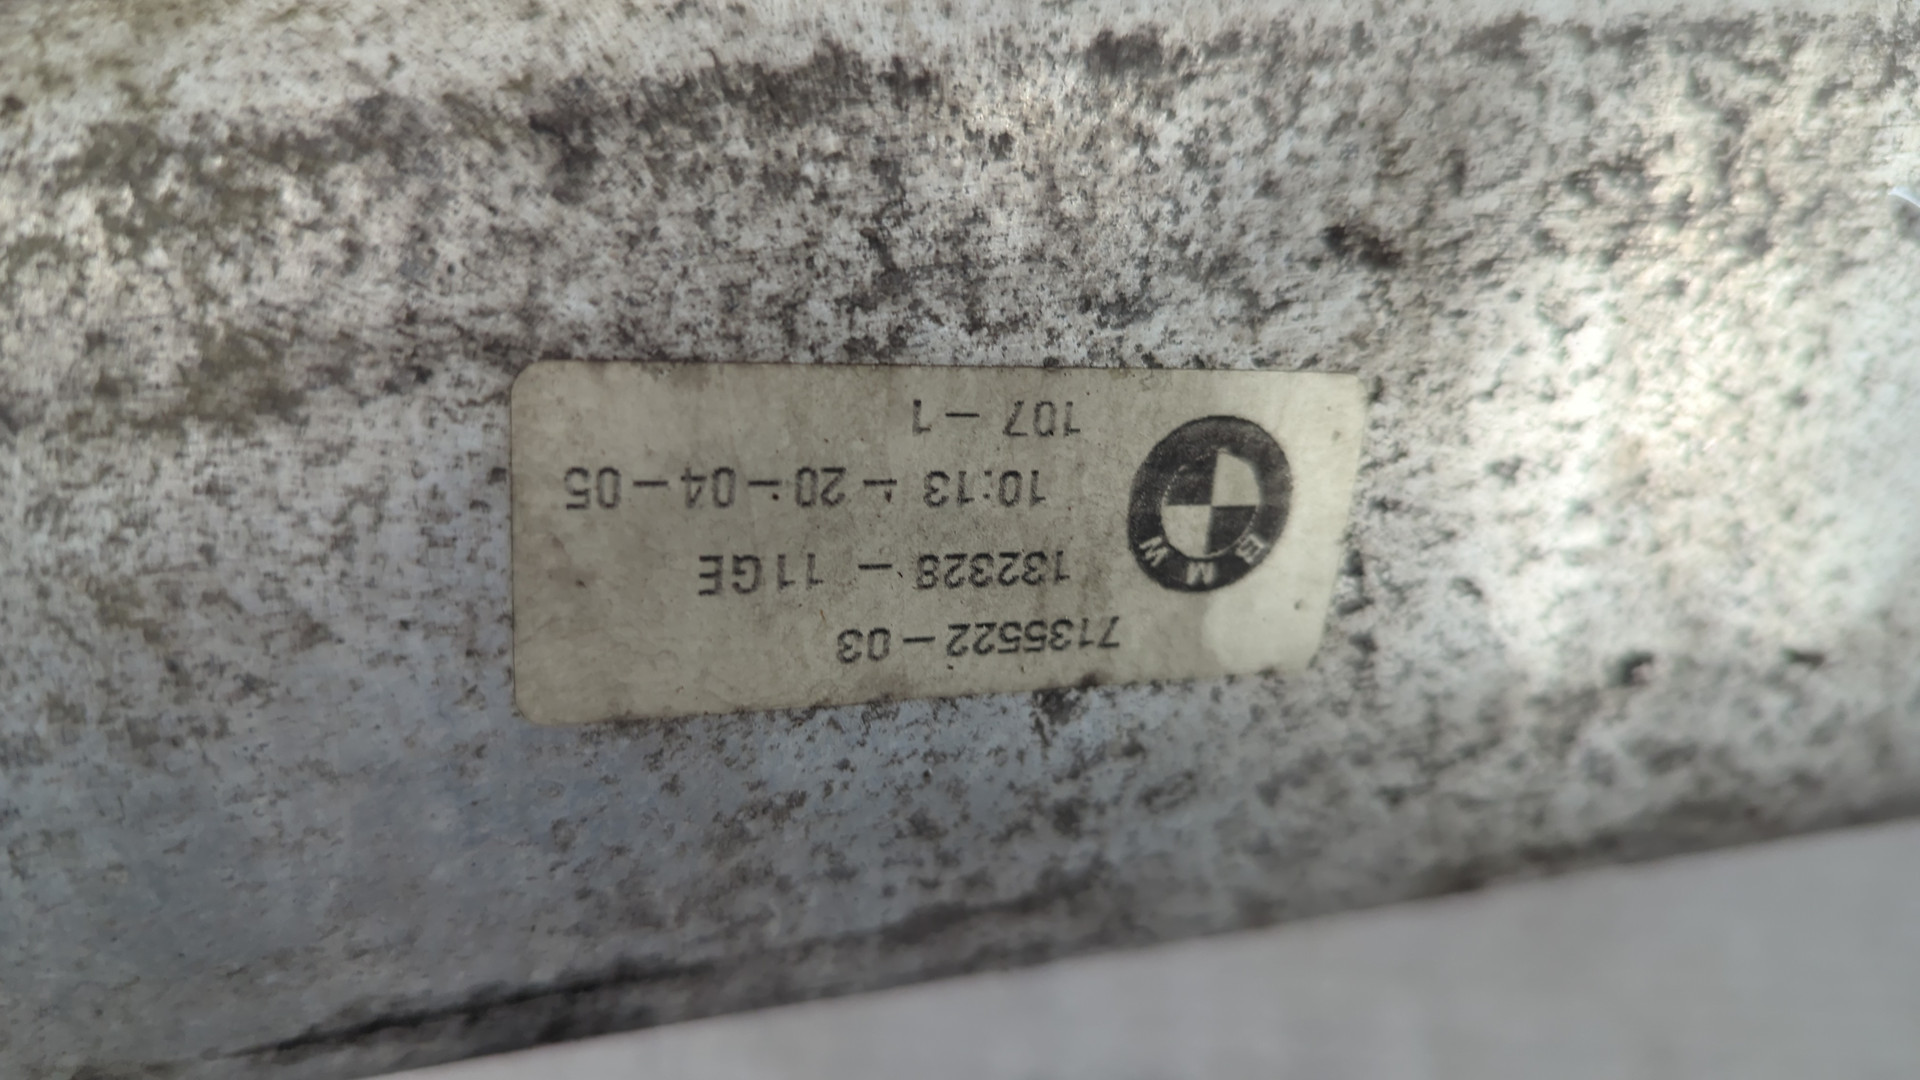 BMW
7135522-03
132328 - 11GE
10:13 - 20-04-05
107 - 1